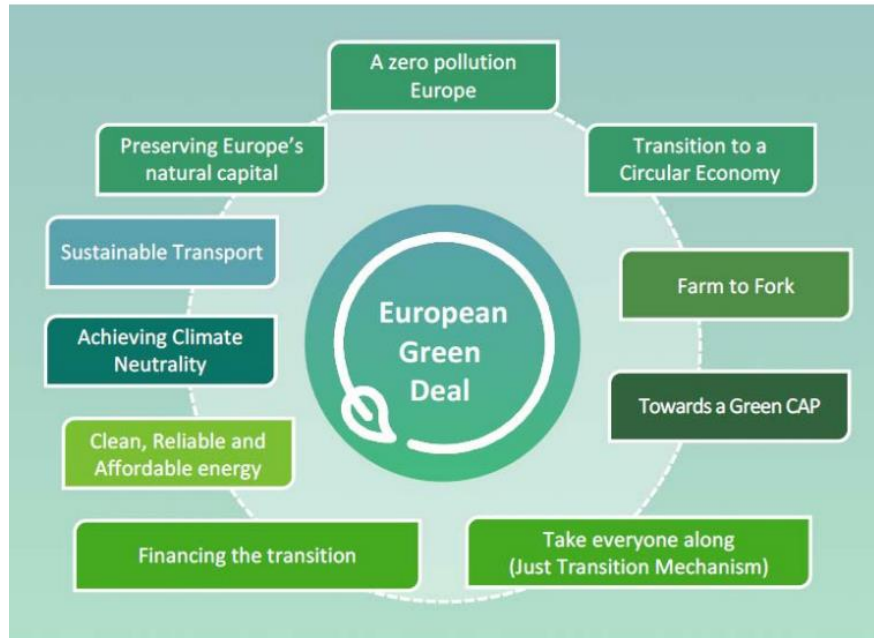 A zero pollution
Europe
Preserving Europe's
natural capital
Transition to a
Circular Economy
Sustainable Transport
Farm to Fork
European
Green
Deal
Achieving Climate
Neutrality
Towards a Green CAP
Clean, Reliable and
Affordable energy
Financing the transition
Take everyone along
(Just Transition Mechanism)